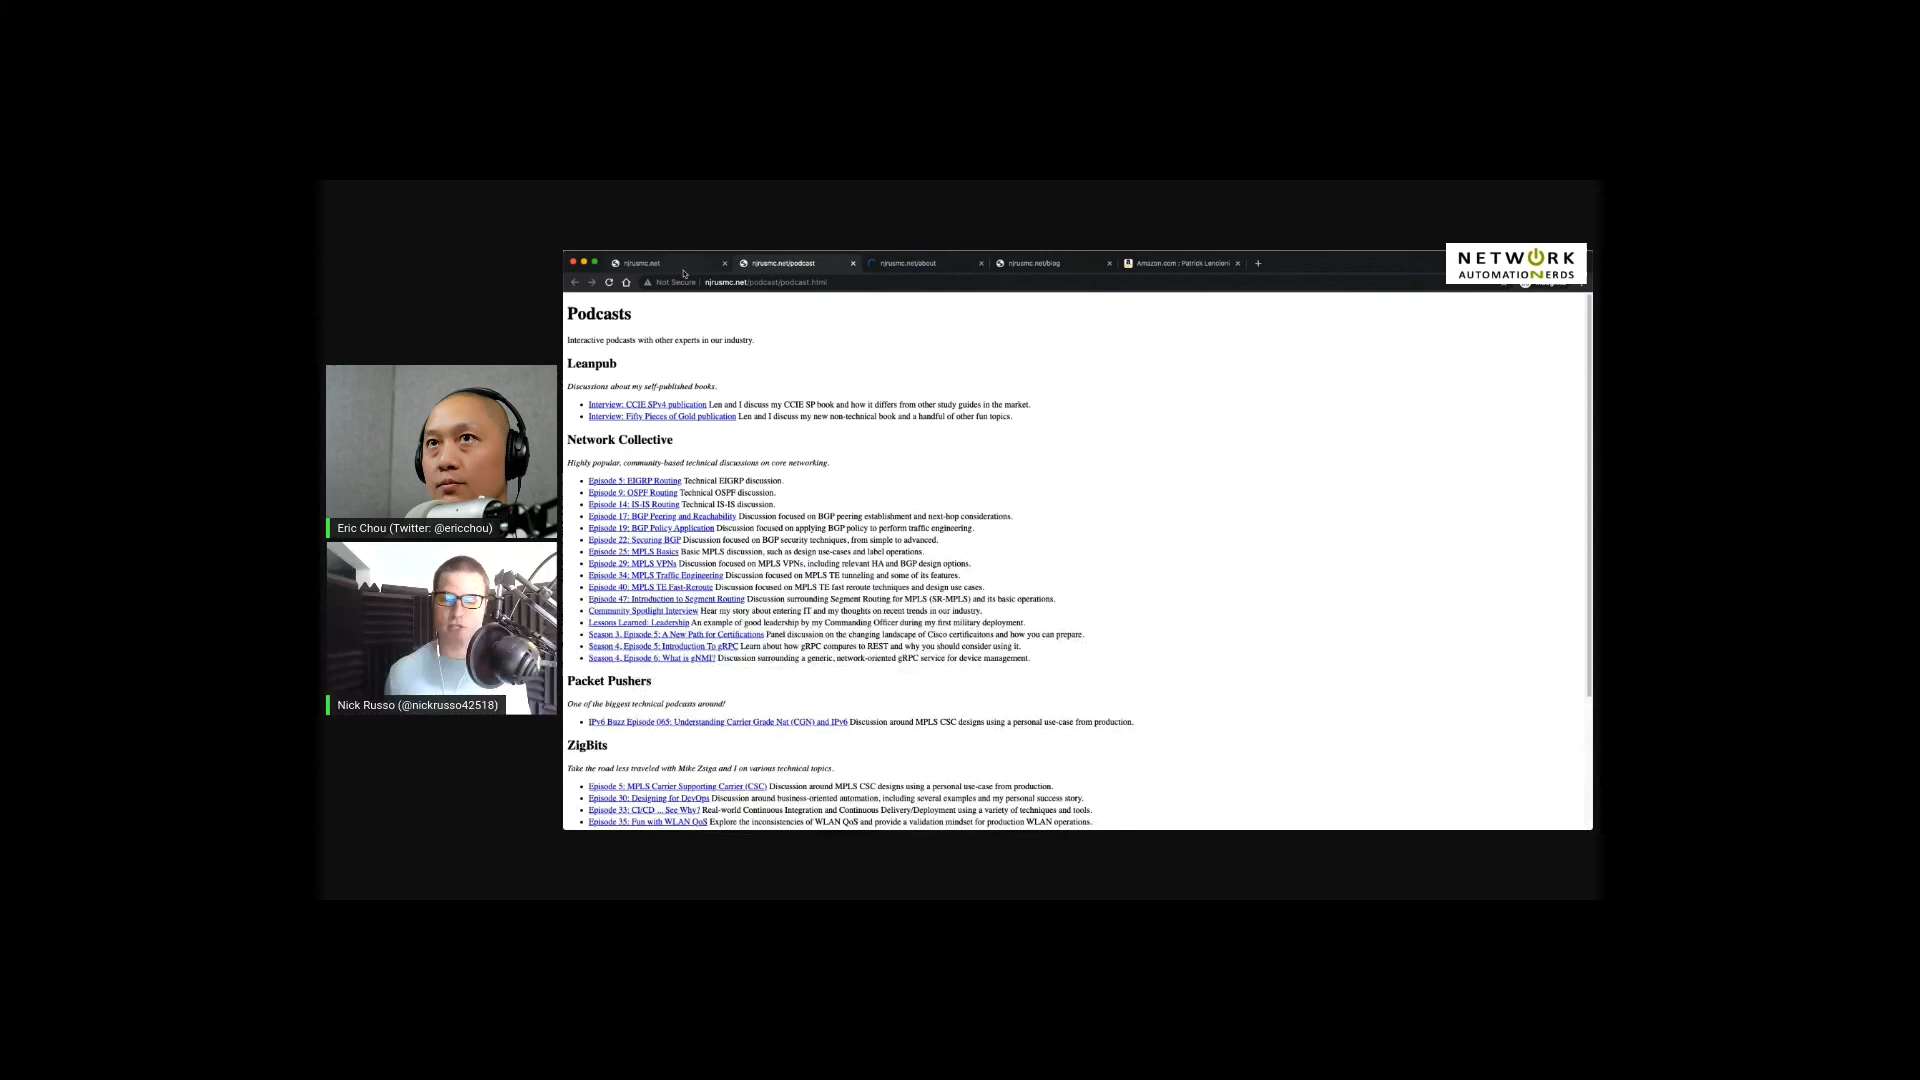 njrusmc.net
njrusmc.net/podcast
njrusmc.net/about
njrusmc.net/blog
Amazon.com : Patrick Lencioni
Not Secure
njrusmc.net/podcast/podcast.html
NETWORK
AUTOMATIONERDS
Podcasts
Interactive podcasts with other experts in our industry.
Leanpub
Discussions about my self-published books.
Interview: CCIE SPv4 publication Len and I discuss my CCIE SP book and how it differs from other study guides in the market.
Interview: Fifty Pieces of Gold publication Len and I discuss my new non-technical book and a handful of other fun topics.
Network Collective
Highly popular, community-based technical discussions on core networking.
Episode 5: EIGRP Routing Technical EIGRP discussion.
Episode 9: OSPF Routing Technical OSPF discussion.
Episode 14: IS-IS Routing Technical IS-IS discussion.
Episode 17: BGP Peering and Reachability Discussion focused on BGP peering establishment and next-hop considerations.
Episode 19: BGP Policy Application Discussion focused on applying BGP policy to perform traffic engineering.
Episode 22: Securing BGP Discussion focused on BGP security techniques, from simple to advanced.
Episode 25: MPLS Basics Basic MPLS discussion, such as design use-cases and label operations.
Episode 29: MPLS VPNs Discussion focused on MPLS VPNs, including relevant HA and BGP design options.
Episode 34: MPLS Traffic Engineering Discussion focused on MPLS TE tunneling and some of its features.
Episode 40: MPLS TE Fast-Reroute Discussion focused on MPLS TE fast reroute techniques and design use cases.
Episode 47: Introduction to Segment Routing Discussion surrounding Segment Routing for MPLS (SR-MPLS) and its basic operations.
Community Spotlight Interview Hear my story about entering IT and my thoughts on recent trends in our industry.
Lessons Learned: Leadership An example of good leadership by my Commanding Officer during my first military deployment.
Season 3, Episode 5: A New Path for Certifications Panel discussion on the changing landscape of Cisco certificaitons and how you can prepare.
Season 4, Episode 5: Introduction To gRPC Learn about how gRPC compares to REST and why you should consider using it.
Season 4, Episode 6: What is gNMI? Discussion surrounding a generic, network-oriented gRPC service for device management.
Packet Pushers
One of the biggest technical podcasts around!
IPv6 Buzz Episode 065: Understanding Carrier Grade Nat (CGN) and IPv6 Discussion around MPLS CSC designs using a personal use-case from production.
ZigBits
Take the road less traveled with Mike Zsiga and I on various technical topics.
Episode 5: MPLS Carrier Supporting Carrier (CSC) Discussion around MPLS CSC designs using a personal use-case from production.
Episode 30: Designing for DevOps Discussion around business-oriented automation, including several examples and my personal success story.
Episode 33: CI/CD ... See Why? Real-world Continuous Integration and Continuous Delivery/Deployment using a variety of techniques and tools.
Episode 35: Fun with WLAN QoS Explore the inconsistencies of WLAN QoS and provide a validation mindset for production WLAN operations.
Eric Chou (Twitter: @ericchou)
Nick Russo (@nickrusso42518)